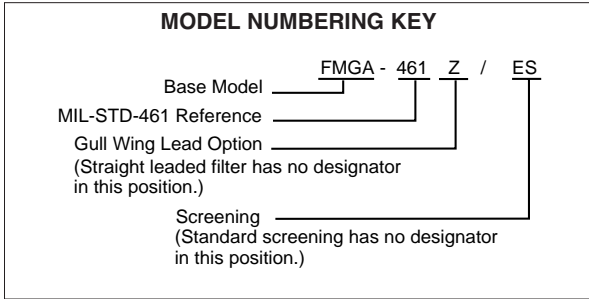 MODEL NUMBERING KEY
FMGA - 461 Z / ES
Base Model
MIL-STD-461 Reference
Gull Wing Lead Option
(Straight leaded filter has no designator
in this position.)
Screening
(Standard screening has no designator
in this position.)